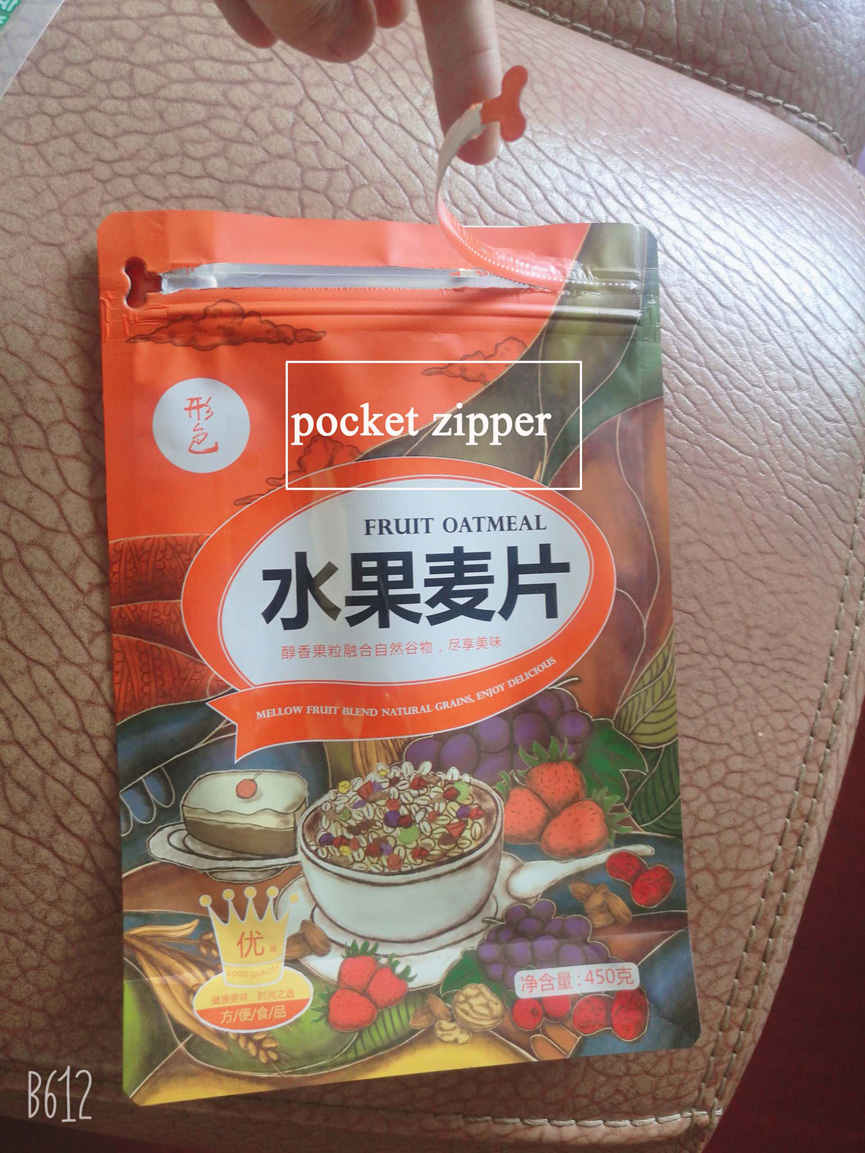 形
色
pocket zipper
FRUIT OATMEAL
水果麦片
醇香果粒融合自然谷物，尽享美味
MELLOW FRUIT BLEND NATURAL GRAINS, ENJOY DELICIOUS
优
GOOD QUALITY
健康美味，时尚之选
方/便/食/品
净含量：450克
B612